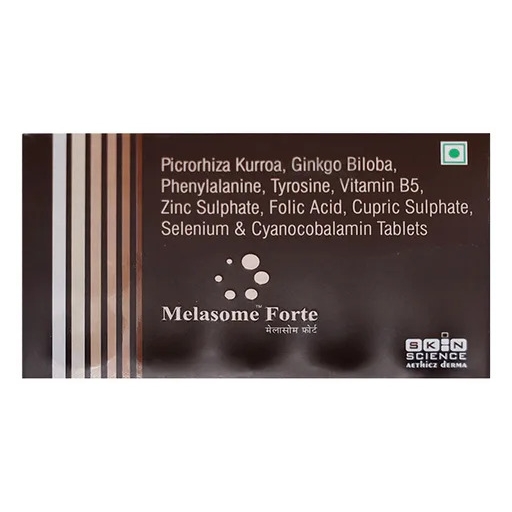 Picrorhiza Kurroa, Ginkgo Biloba,
Phenylalanine, Tyrosine, Vitamin B5,
Zinc Sulphate, Folic Acid, Cupric Sulphate,
Selenium & Cyanocobalamin Tablets
Melasome™ Forte
मेलासोम फोर्ट
SKIN
SCIENCE
AETHICZ DERMA